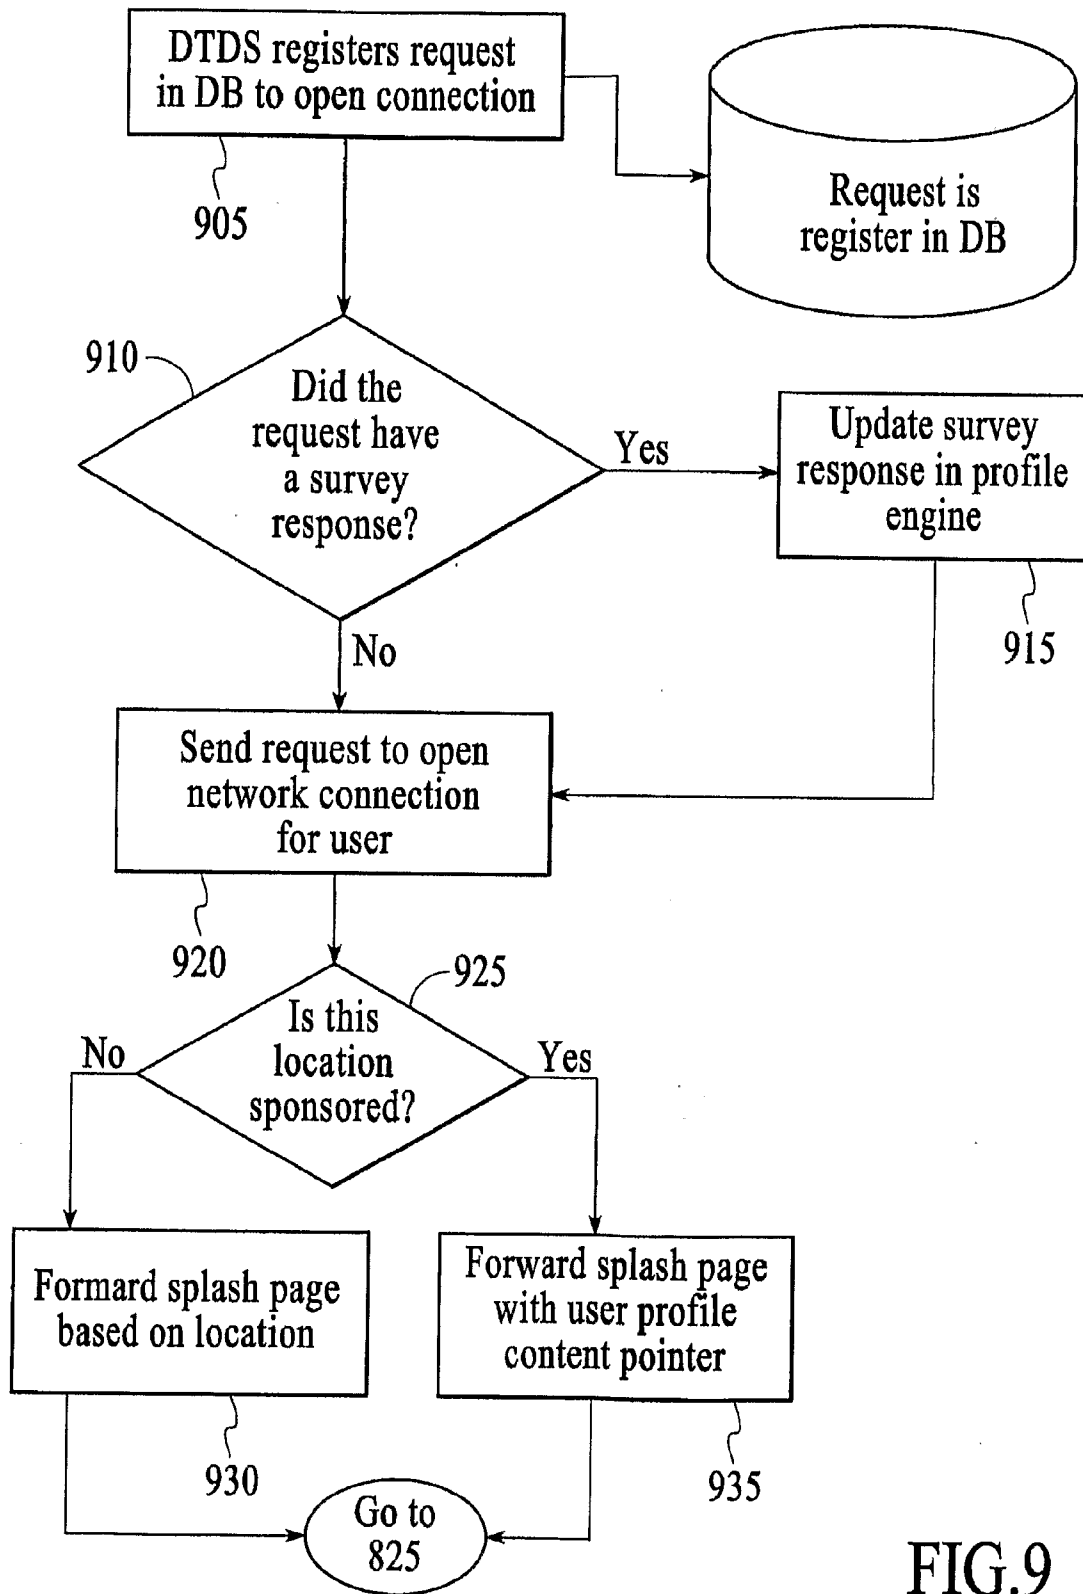 DTDS registers request
in DB to open connection
905
Request is
register in DB
910
Did the
request have
a survey
response?
Yes
Update survey
response in profile
engine
915
No
Send request to open
network connection
for user
920
925
Is this
location
sponsored?
No
Yes
Formard splash page
based on location
930
Forward splash page
with user profile
content pointer
935
Go to
825
FIG.9